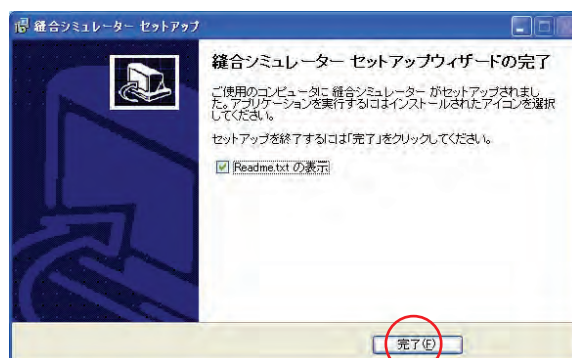 縫合シミュレーター セットアップ
縫合シミュレーター セットアップウィザードの完了
ご使用のコンピュータに 縫合シミュレーター がセットアップされまし
た。アプリケーションを実行するにはインストールされたアイコンを選択
してください。
セットアップを終了するには「完了」をクリックしてください。
Readme.txt の表示
完了(F)